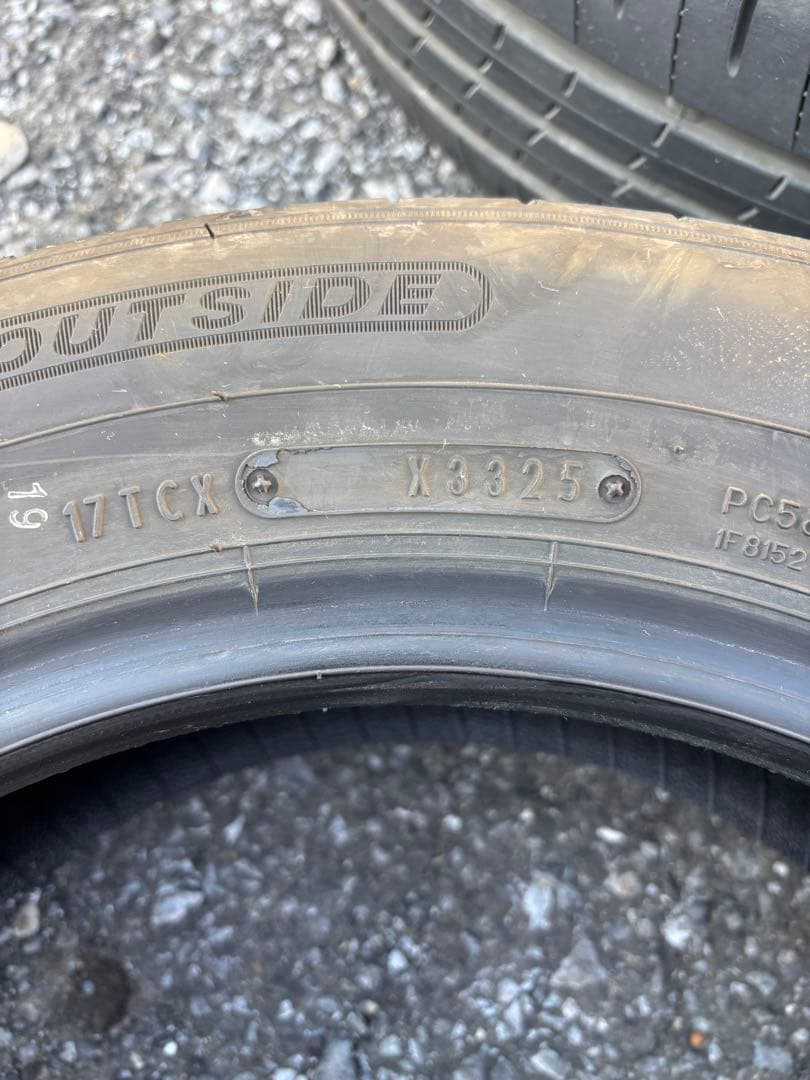 OUTSIDE
19 17TCX X3325
PC5
1F8152